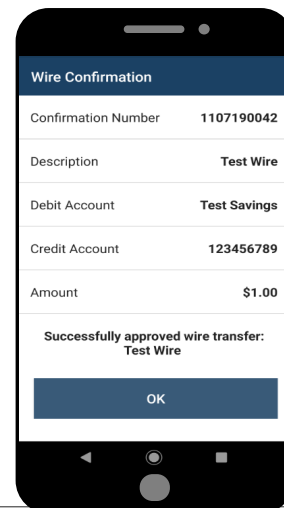 Wire Confirmation
Confirmation Number 1107190042
Description Test Wire
Debit Account Test Savings
Credit Account 123456789
Amount $1.00
Successfully approved wire transfer:
Test Wire
OK